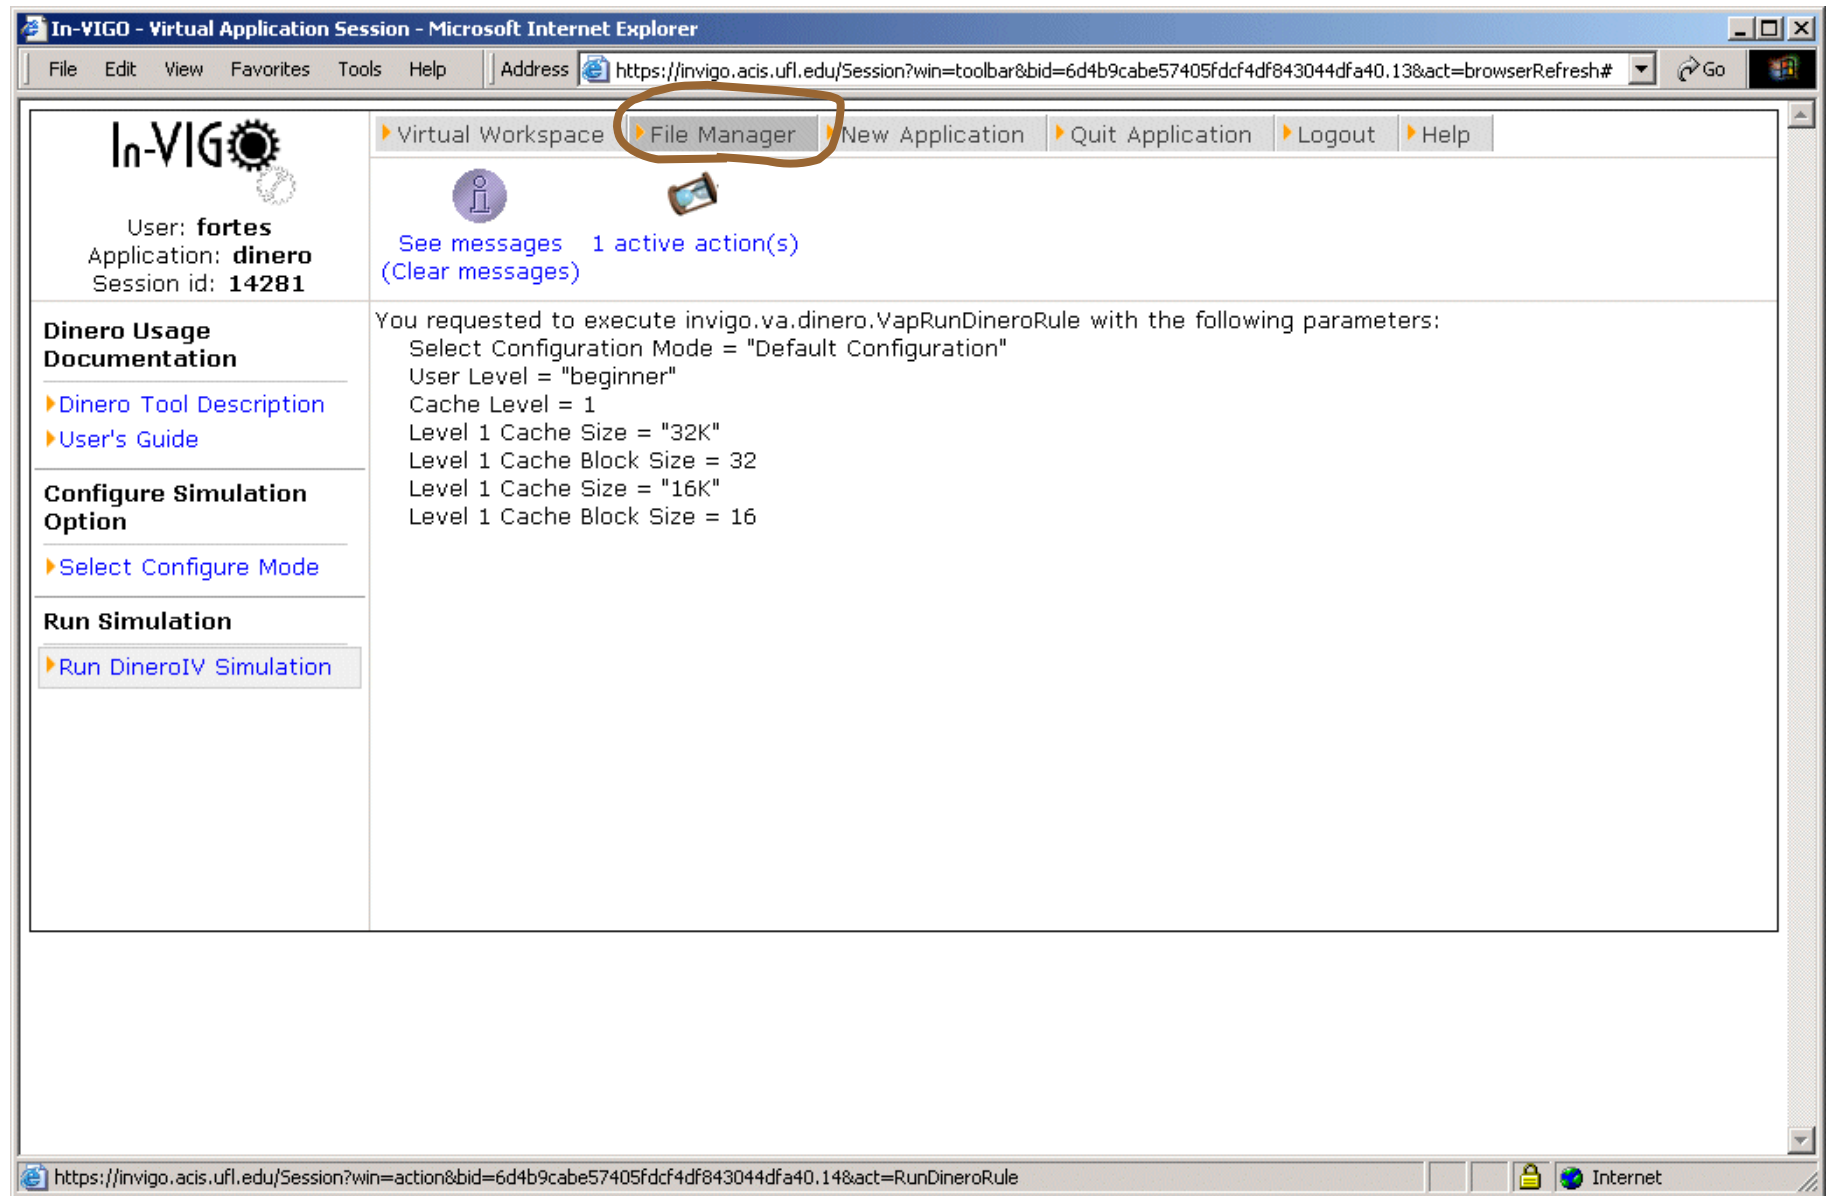 In-VIGO - Virtual Application Session - Microsoft Internet Explorer
File Edit View Favorites Tools Help Address https://invigo.acis.ufl.edu/Session?win=toolbar&bid=6d4b9cabe57405fdcf4df843044dfa40.13&act=browserRefresh# Go
In-VIGO
User: fortes
Application: dinero
Session id: 14281
Virtual Workspace File Manager New Application Quit Application Logout Help
See messages 1 active action(s)
(Clear messages)
Dinero Usage
Documentation
Dinero Tool Description
User's Guide
Configure Simulation
Option
Select Configure Mode
Run Simulation
Run DineroIV Simulation
You requested to execute invigo.va.dinero.VapRunDineroRule with the following parameters:
Select Configuration Mode = "Default Configuration"
User Level = "beginner"
Cache Level = 1
Level 1 Cache Size = "32K"
Level 1 Cache Block Size = 32
Level 1 Cache Size = "16K"
Level 1 Cache Block Size = 16
https://invigo.acis.ufl.edu/Session?win=action&bid=6d4b9cabe57405fdcf4df843044dfa40.14&act=RunDineroRule Internet